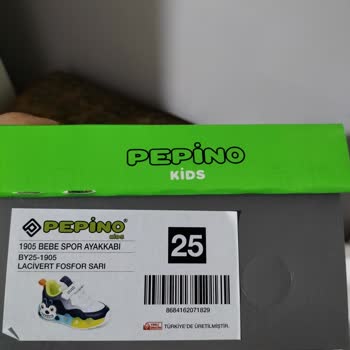 PEPINO
KiDS
PEPINO®
KiDS
1905 BEBE SPOR AYAKKABI
BY25-1905
LACIVERT FOSFOR SARI
25
8684162071829
TÜRKİYE'DE ÜRETİLMİŞTİR.